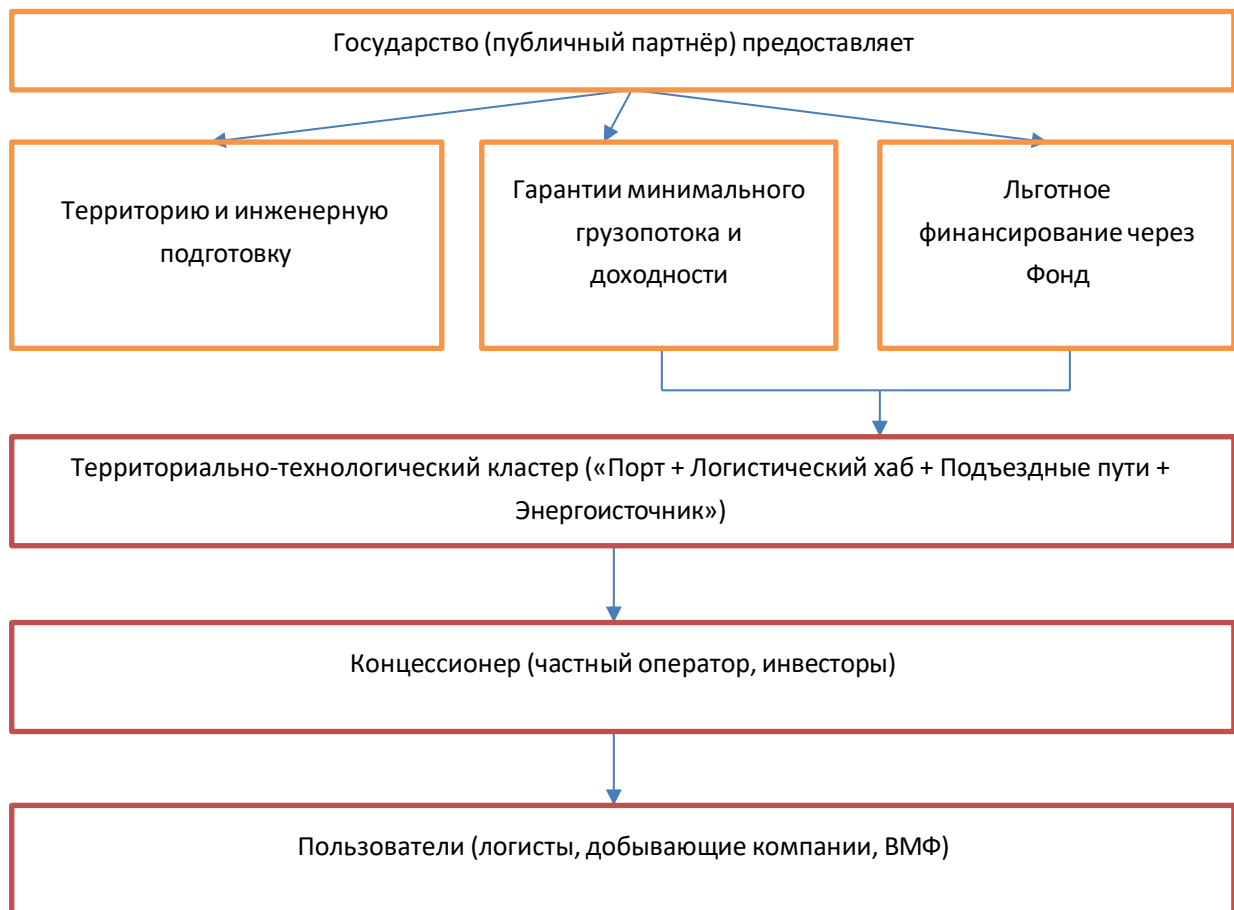 Государство (публичный партнёр) предоставляет
Территорию и инженерную
подготовку
Гарантии минимального
грузопотока и
доходности
Льготное
финансирование через
Фонд
Территориально-технологический кластер («Порт + Логистический хаб + Подъездные пути +
Энергоисточник»)
Концессионер (частный оператор, инвесторы)
Пользователи (логисты, добывающие компании, ВМФ)